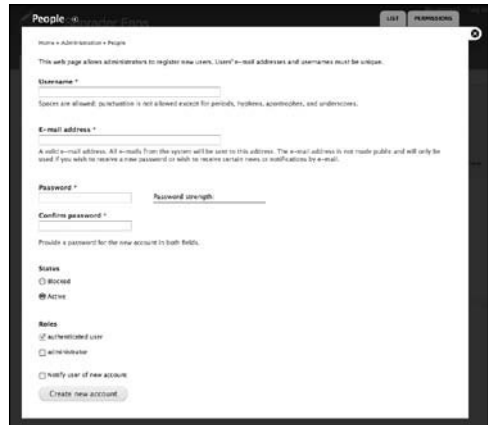 People
LIST
PERMISSIONS
Home » Administration » People
This web page allows administrators to register new users. Users' e-mail addresses and usernames must be unique.
Username *
Spaces are allowed; punctuation is not allowed except for periods, hyphens, apostrophes, and underscores.
E-mail address *
A valid e-mail address. All e-mails from the system will be sent to this address. The e-mail address is not made public and will only be
used if you wish to receive a new password or wish to receive certain news or notifications by e-mail.
Password *
Password strength:
Confirm password *
Provide a password for the new account in both fields.
Status
Blocked
Active
Roles
authenticated user
administrator
Notify user of new account
Create new account